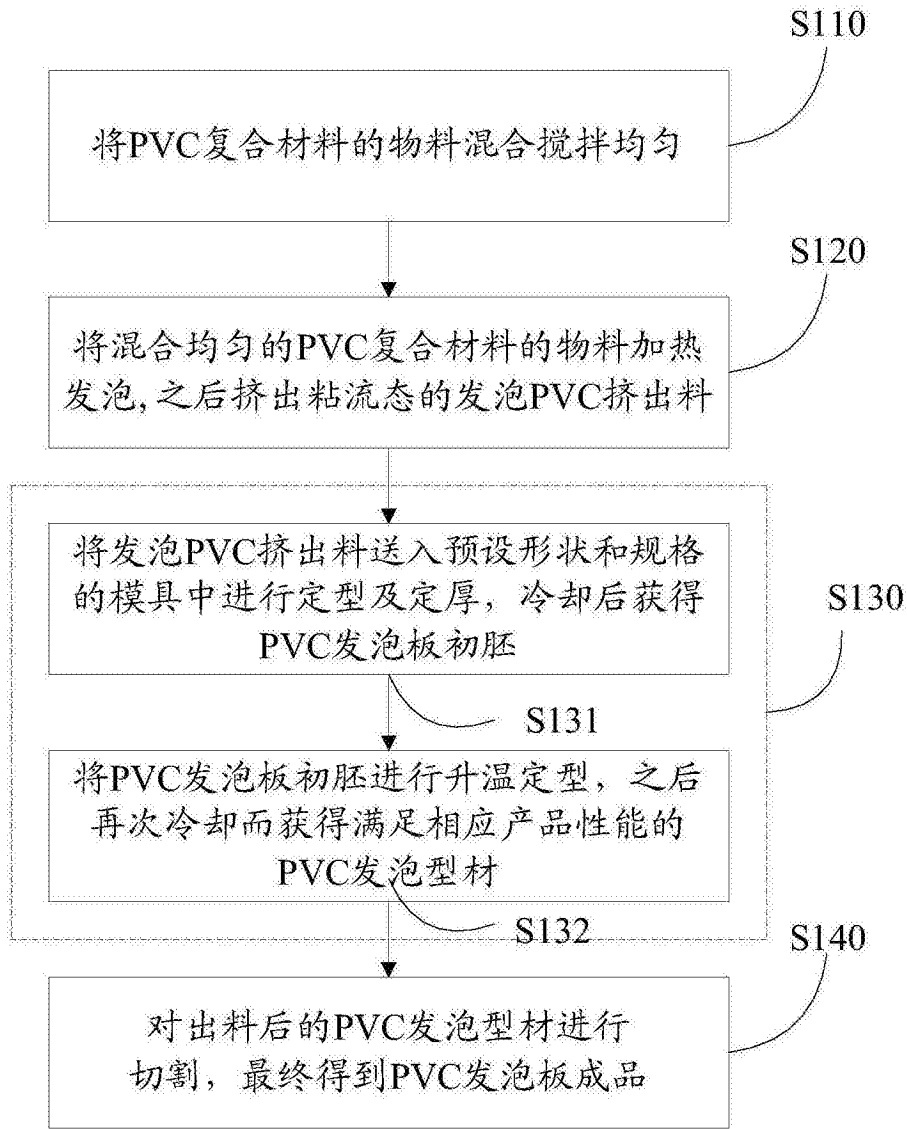 S110
将PVC复合材料的物料混合搅拌均匀
S120
将混合均匀的PVC复合材料的物料加热
发泡,之后挤出粘流态的发泡PVC挤出料
S130
将发泡PVC挤出料送入预设形状和规格
的模具中进行定型及定厚，冷却后获得
PVC发泡板初胚
S131
将PVC发泡板初胚进行升温定型，之后
再次冷却而获得满足相应产品性能的
PVC发泡型材
S132
S140
对出料后的PVC发泡型材进行
切割，最终得到PVC发泡板成品